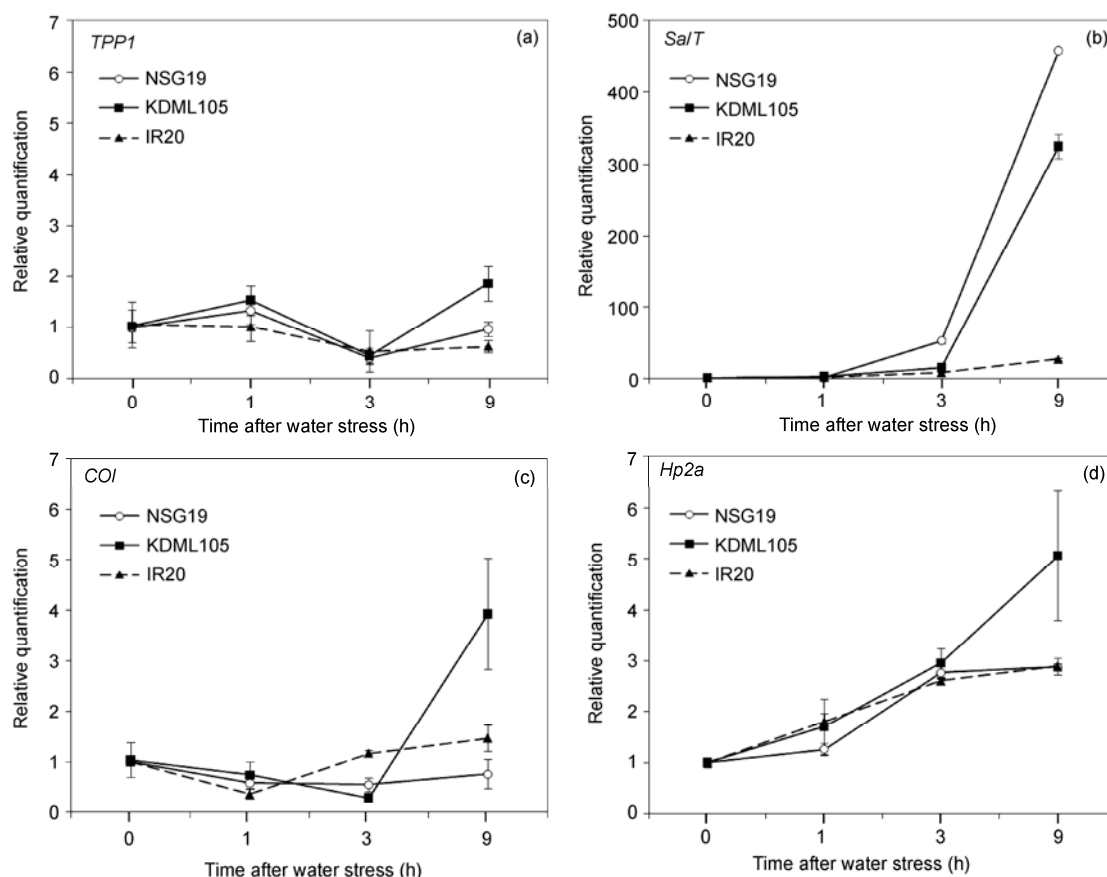 TPP1
(a)
NSG19
KDML105
IR20
Relative quantification
7
6
5
4
3
2
1
0
0 1 3 9
Time after water stress (h)
SalT
(b)
NSG19
KDML105
IR20
Relative quantification
500
400
300
200
100
0
0 1 3 9
Time after water stress (h)
COI
(c)
NSG19
KDML105
IR20
Relative quantification
7
6
5
4
3
2
1
0
0 1 3 9
Time after water stress (h)
Hp2a
(d)
NSG19
KDML105
IR20
Relative quantification
7
6
5
4
3
2
1
0
0 1 3 9
Time after water stress (h)